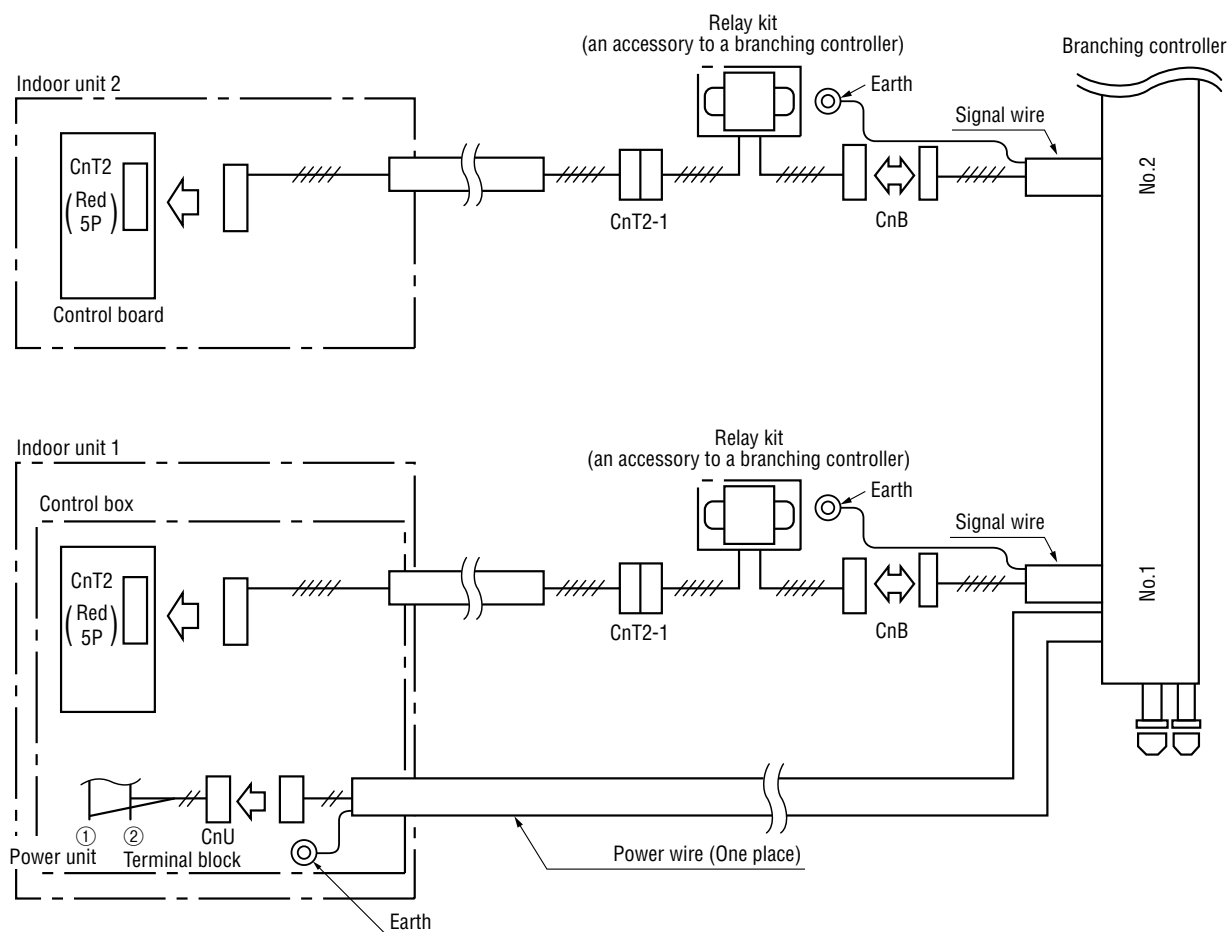 Relay kit
(an accessory to a branching controller)
Branching controller
Indoor unit 2
Earth
Signal wire
CnT2
(Red
5P)
No.2
CnT2-1
CnB
Control board
Indoor unit 1
Relay kit
(an accessory to a branching controller)
Earth
Control box
Signal wire
CnT2
(Red
5P)
No.1
CnT2-1
CnB
① ②
CnU
Power unit
Terminal block
Power wire (One place)
Earth